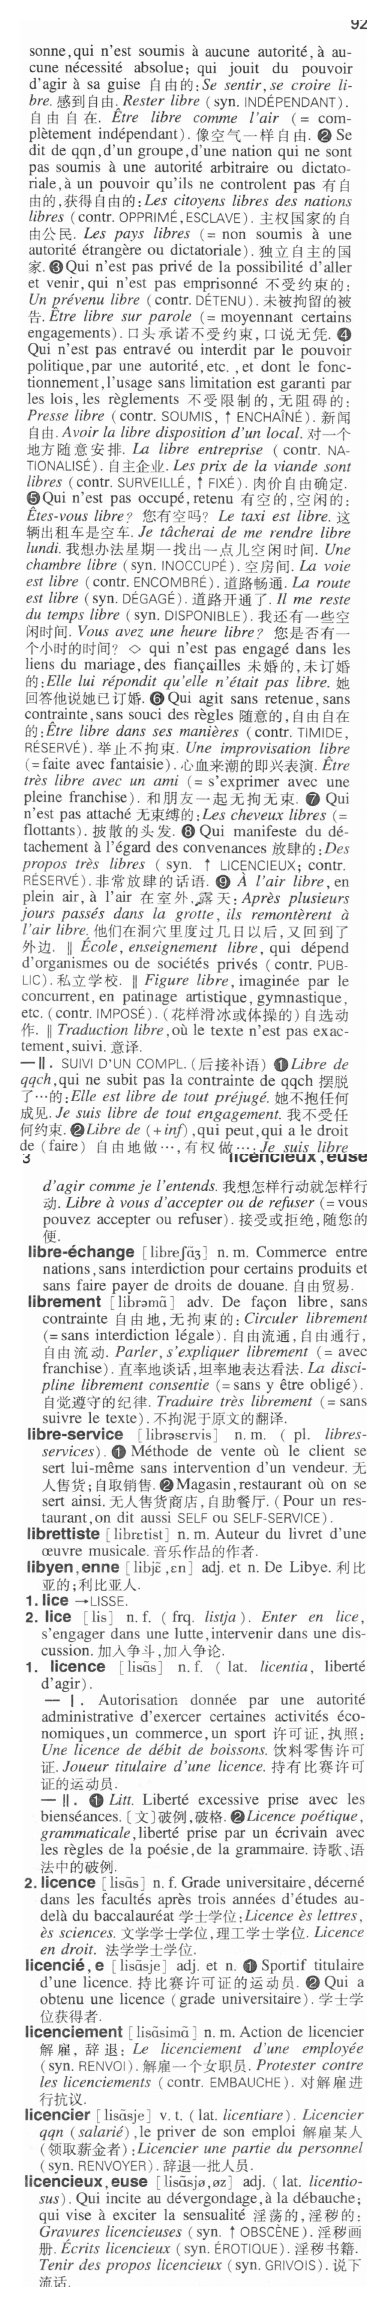 92
sonne,qui n'est soumis à aucune autorité,à au-
cune nécessité absolue; qui jouit du pouvoir
d'agir à sa guise 自由的:Se sentir,se croire li-
bre. 感到自由. Rester libre (syn. INDÉPENDANT).
自由自在. Être libre comme l'air (= com-
plètement indépendant). 像空气一样自由. ❷ Se
dit de qqn,d'un groupe,d'une nation qui ne sont
pas soumis à une autorité arbitraire ou dictato-
riale,à un pouvoir qu'ils ne controlent pas 有自
由的,获得自由的:Les citoyens libres des nations
libres (contr. OPPRIMÉ,ESCLAVE). 主权国家的自
由公民. Les pays libres (= non soumis à une
autorité étrangère ou dictatoriale). 独立自主的国
家. ❸Qui n'est pas privé de la possibilité d'aller
et venir,qui n'est pas emprisonné 不受约束的:
Un prévenu libre (contr. DÉTENU). 未被拘留的被
告. Être libre sur parole (= moyennant certains
engagements). 口头承诺不受约束,口说无凭. ❹
Qui n'est pas entravé ou interdit par le pouvoir
politique,par une autorité,etc. ,et dont le fonc-
tionnement,l'usage sans limitation est garanti par
les lois,les règlements 不受限制的,无阻碍的:
Presse libre (contr. SOUMIS, ↑ ENCHAÎNÉ). 新闻
自由. Avoir la libre disposition d'un local. 对一个
地方随意安排. La libre entreprise (contr. NA-
TIONALISÉ). 自主企业. Les prix de la viande sont
libres (contr. SURVEILLÉ, ↑ FIXÉ). 肉价自由确定.
❺Qui n'est pas occupé,retenu 有空的,空闲的:
Êtes-vous libre? 您有空吗? Le taxi est libre. 这
辆出租车是空车. Je tâcherai de me rendre libre
lundi. 我想办法星期一找出一点儿空闲时间. Une
chambre libre (syn. INOCCUPÉ). 空房间. La voie
est libre (contr. ENCOMBRÉ). 道路畅通. La route
est libre (syn. DÉGAGÉ). 道路开通了. Il me reste
du temps libre (syn. DISPONIBLE). 我还有一些空
闲时间. Vous avez une heure libre? 您是否有一
个小时的时间? ◇ qui n'est pas engagé dans les
liens du mariage,des fiançailles 未婚的,未订婚
的:Elle lui répondit qu'elle n'était pas libre. 她
回答他说她已订婚. ❻Qui agit sans retenue,sans
contrainte,sans souci des règles 随意的,自由自在
的:Être libre dans ses manières (contr. TIMIDE,
RÉSERVÉ). 举止不拘束. Une improvisation libre
(=faite avec fantaisie). 心血来潮的即兴表演. Être
très libre avec un ami (= s'exprimer avec une
pleine franchise). 和朋友一起无拘无束. ❼ Qui
n'est pas attaché 无束缚的:Les cheveux libres (=
flottants). 披散的头发. ❽ Qui manifeste du dé-
tachement à l'égard des convenances 放肆的:Des
propos très libres ( syn. ↑ LICENCIEUX; contr.
RÉSERVÉ). 非常放肆的话语. ❾ À l'air libre,en
plein air, à l'air 在室外,露天:Après plusieurs
jours passés dans la grotte, ils remontèrent à
l'air libre. 他们在洞穴里度过几日以后,又回到了
外边. ‖ École, enseignement libre, qui dépend
d'organismes ou de sociétés privés (contr. PUB-
LIC). 私立学校. ‖ Figure libre, imaginée par le
concurrent, en patinage artistique, gymnastique,
etc. (contr. IMPOSÉ). (花样滑冰或体操的)自选动
作. ‖ Traduction libre,où le texte n'est pas exac-
tement,suivi. 意译.
—Ⅱ. SUIVI D'UN COMPL. (后接补语) ❶Libre de
qqch,qui ne subit pas la contrainte de qqch 摆脱
了…的:Elle est libre de tout préjugé. 她不抱任何
成见. Je suis libre de tout engagement. 我不受任
何约束. ❷Libre de (+inf) ,qui peut,qui a le droit
de (faire) 自由地做…,有权做…:Je suis libre
3
licencieux, euse
d'agir comme je l'entends. 我想怎样行动就怎样行
动. Libre à vous d'accepter ou de refuser (=vous
pouvez accepter ou refuser). 接受或拒绝,随您的
便.
libre-échange [librefɑ̃ʒ] n. m. Commerce entre
nations,sans interdiction pour certains produits et
sans faire payer de droits de douane. 自由贸易.
librement [librəmɑ̃] adv. De façon libre, sans
contrainte 自由地,无拘束的:Circuler librement
(=sans interdiction légale). 自由流通,自由通行,
自由流动. Parler,s'expliquer librement (= avec
franchise). 直率地谈话,坦率地表达看法. La disci-
pline librement consentie (=sans y être obligé).
自觉遵守的纪律. Traduire très librement (=sans
suivre le texte). 不拘泥于原文的翻译.
libre-service [librəsɛrvis] n. m. ( pl. libres-
services). ❶ Méthode de vente où le client se
sert lui-même sans intervention d'un vendeur. 无
人售货;自取销售. ❷Magasin,restaurant où on se
sert ainsi. 无人售货商店,自助餐厅. (Pour un res-
taurant,on dit aussi SELF ou SELF-SERVICE).
librettiste [librɛtist] n. m. Auteur du livret d'une
œuvre musicale. 音乐作品的作者.
libyen,enne [libjɛ̃,ɛn] adj. et n. De Libye. 利比
亚的;利比亚人.
1. lice →LISSE.
2. lice [lis] n. f. ( frq. listja). Enter en lice,
s'engager dans une lutte,intervenir dans une dis-
cussion. 加入争斗,加入争论.
1. licence [lisɑ̃s] n. f. ( lat. licentia, liberté
d'agir).
— Ⅰ. Autorisation donnée par une autorité
administrative d'exercer certaines activités éco-
nomiques,un commerce,un sport 许可证,执照:
Une licence de débit de boissons. 饮料零售许可
证. Joueur titulaire d'une licence. 持有比赛许可
证的运动员.
— Ⅱ. ❶ Litt. Liberté excessive prise avec les
bienséances. [文]破例,破格. ❷Licence poétique,
grammaticale,liberté prise par un écrivain avec
les règles de la poésie,de la grammaire. 诗歌、语
法中的破例.
2. licence [lisɑ̃s] n. f. Grade universitaire,décerné
dans les facultés après trois années d'études au-
delà du baccalauréat 学士学位:Licence ès lettres,
ès sciences. 文学学士学位,理工学士学位. Licence
en droit. 法学学士学位.
licencié,e [lisɑ̃sje] adj. et n. ❶ Sportif titulaire
d'une licence. 持比赛许可证的运动员. ❷ Qui a
obtenu une licence (grade universitaire). 学士学
位获得者.
licenciement [lisɑ̃simɑ̃] n. m. Action de licencier
解雇, 辞退: Le licenciement d'une employée
(syn. RENVOI). 解雇一个女职员. Protester contre
les licenciements (contr. EMBAUCHE). 对解雇进
行抗议.
licencier [lisɑ̃sje] v. t. (lat. licentiare). Licencier
qqn (salarié) ,le priver de son emploi 解雇某人
(领取薪金者):Licencier une partie du personnel
(syn. RENVOYER). 辞退一批人员.
licencieux,euse [lisɑ̃sjø,øz] adj. ( lat. licentio-
sus). Qui incite au dévergondage,à la débauche;
qui vise à exciter la sensualité 淫荡的, 淫秽的:
Gravures licencieuses (syn. ↑OBSCÈNE). 淫秽画
册. Écrits licencieux (syn. ÉROTIQUE). 淫秽书籍.
Tenir des propos licencieux (syn. GRIVOIS). 说下
流话.